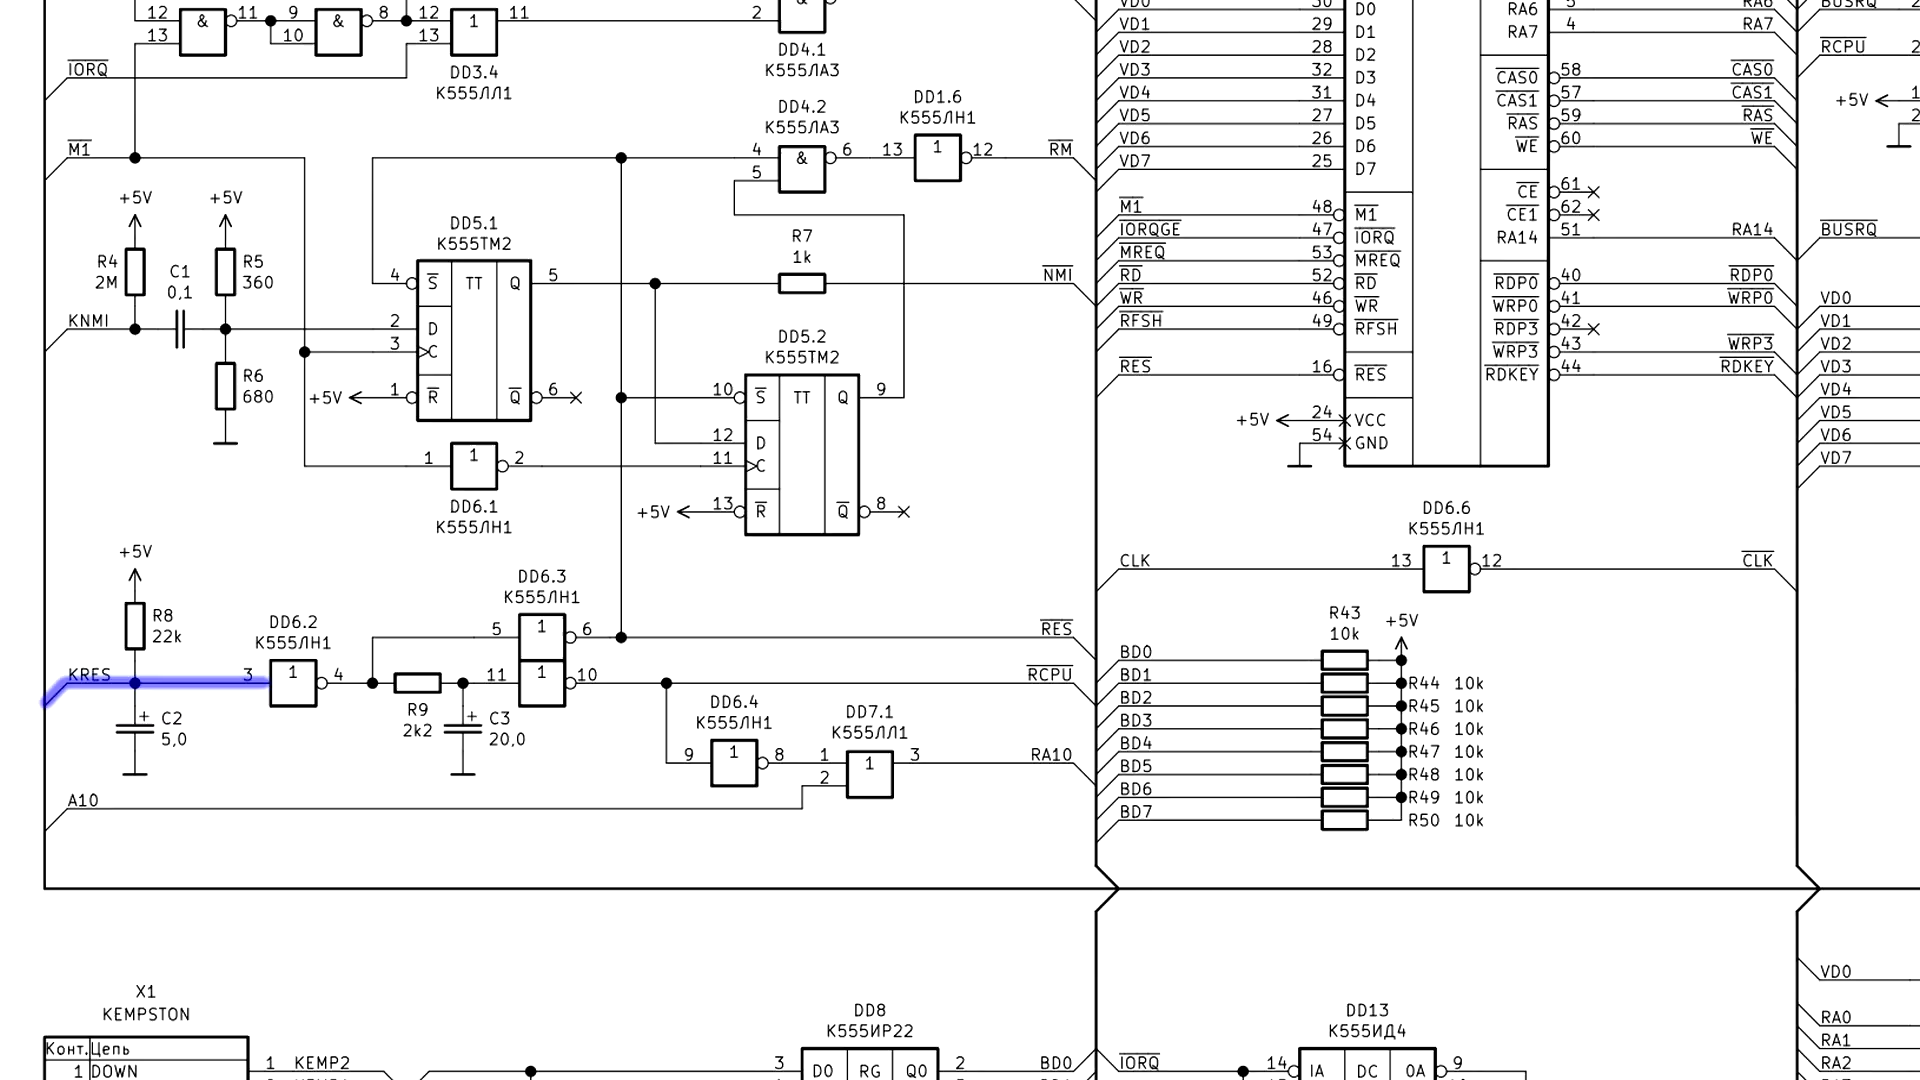 12 & 11 9 & 8 12 1 11 2
13 10 13
DD4.1
К555ЛА3
DD3.4
К555ЛЛ1
IORQ
M1
DD4.2
К555ЛА3
4 & 6
5
DD1.6
К555ЛН1
13 1 12 RM
+5V +5V
R4
2M
C1
0,1
R5
360
KNMI
R6
680
DD5.1
К555ТМ2
4 S TT Q 5
2 D
3 C
+5V 1 R Q 6
R7
1k
NMI
DD5.2
К555ТМ2
10 S TT Q 9
12 D
11 C
+5V 13 R Q 8
1 1 2
DD6.1
К555ЛН1
+5V
R8
22k
KRES 3
DD6.2
К555ЛН1
1 4
C2
5,0
+
R9
2k2
+
C3
20,0
DD6.3
К555ЛН1
5 1 6 RES
11 1 10 RCPU
DD6.4
К555ЛН1
9 1 8
DD7.1
К555ЛЛ1
1 1 3 RA10
2
A10
VD0 30 D0
VD1 29 D1
VD2 28 D2
VD3 32 D3
VD4 31 D4
VD5 27 D5
VD6 26 D6
VD7 25 D7
M1 48 M1
IORQGE 47 IORQ
MREQ 53 MREQ
RD 52 RD
WR 46 WR
RFSH 49 RFSH
RES 16 RES
+5V 24 VCC
54 GND
RA6 5 RA6
RA7 4 RA7
CAS0 58 CAS0
CAS1 57 CAS1
RAS 59 RAS
WE 60 WE
CE 61
CE1 62
RA14 51 RA14
RDP0 40 RDP0
WRP0 41 WRP0
RDP3 42
WRP3 43 WRP3
RDKEY 44 RDKEY
DD6.6
К555ЛН1
CLK 13 1 12 CLK
R43
10k
+5V
BD0
BD1 R44 10k
BD2 R45 10k
BD3 R46 10k
BD4 R47 10k
BD5 R48 10k
BD6 R49 10k
BD7 R50 10k
BUSRQ 2
RCPU 2
+5V 1
2
BUSRQ
VD0
VD1
VD2
VD3
VD4
VD5
VD6
VD7
X1
KEMPSTON
Конт. Цепь
1 DOWN
1 KEMP2
DD8
К555ИР22
3 D0 RG Q0 2 BD0
DD13
К555ИД4
IORQ 14 IA DC 0A 9
VD0
RA0
RA1
RA2